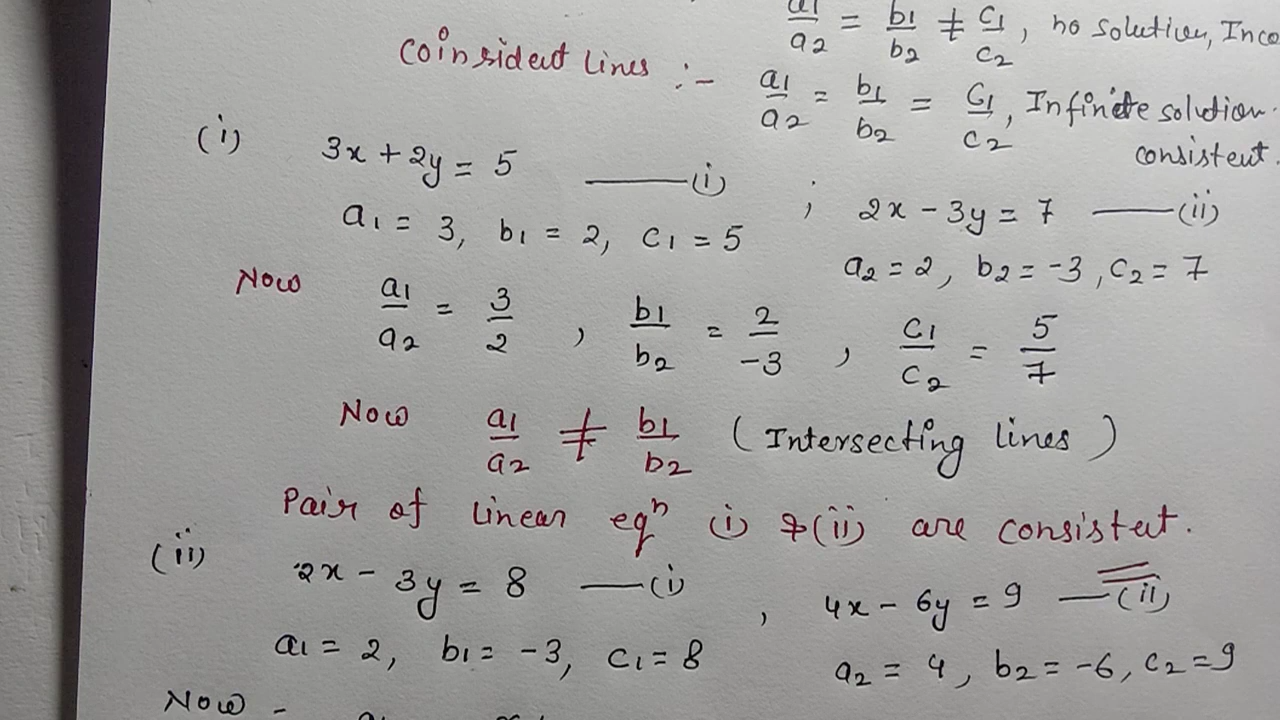 a1/a2 = b1/b2 ≠ c1/c2, no solution, Inco
Coinsident lines :- a1/a2 = b1/b2 = c1/c2, Infinite solution.
consistent.
(i) 3x + 2y = 5 ——(i) ; 2x - 3y = 7 ——(ii)
a1 = 3, b1 = 2, c1 = 5 a2 = 2, b2 = -3, c2 = 7
Now a1/a2 = 3/2 , b1/b2 = 2/-3 , c1/c2 = 5/7
Now a1/a2 ≠ b1/b2 (Intersecting lines)
Pair of linear eqn (i) & (ii) are consistet.
(ii) 2x - 3y = 8 ——(i) , 4x - 6y = 9 ——(ii)
a1 = 2, b1 = -3, c1 = 8 a2 = 4, b2 = -6, c2 = 9
Now -